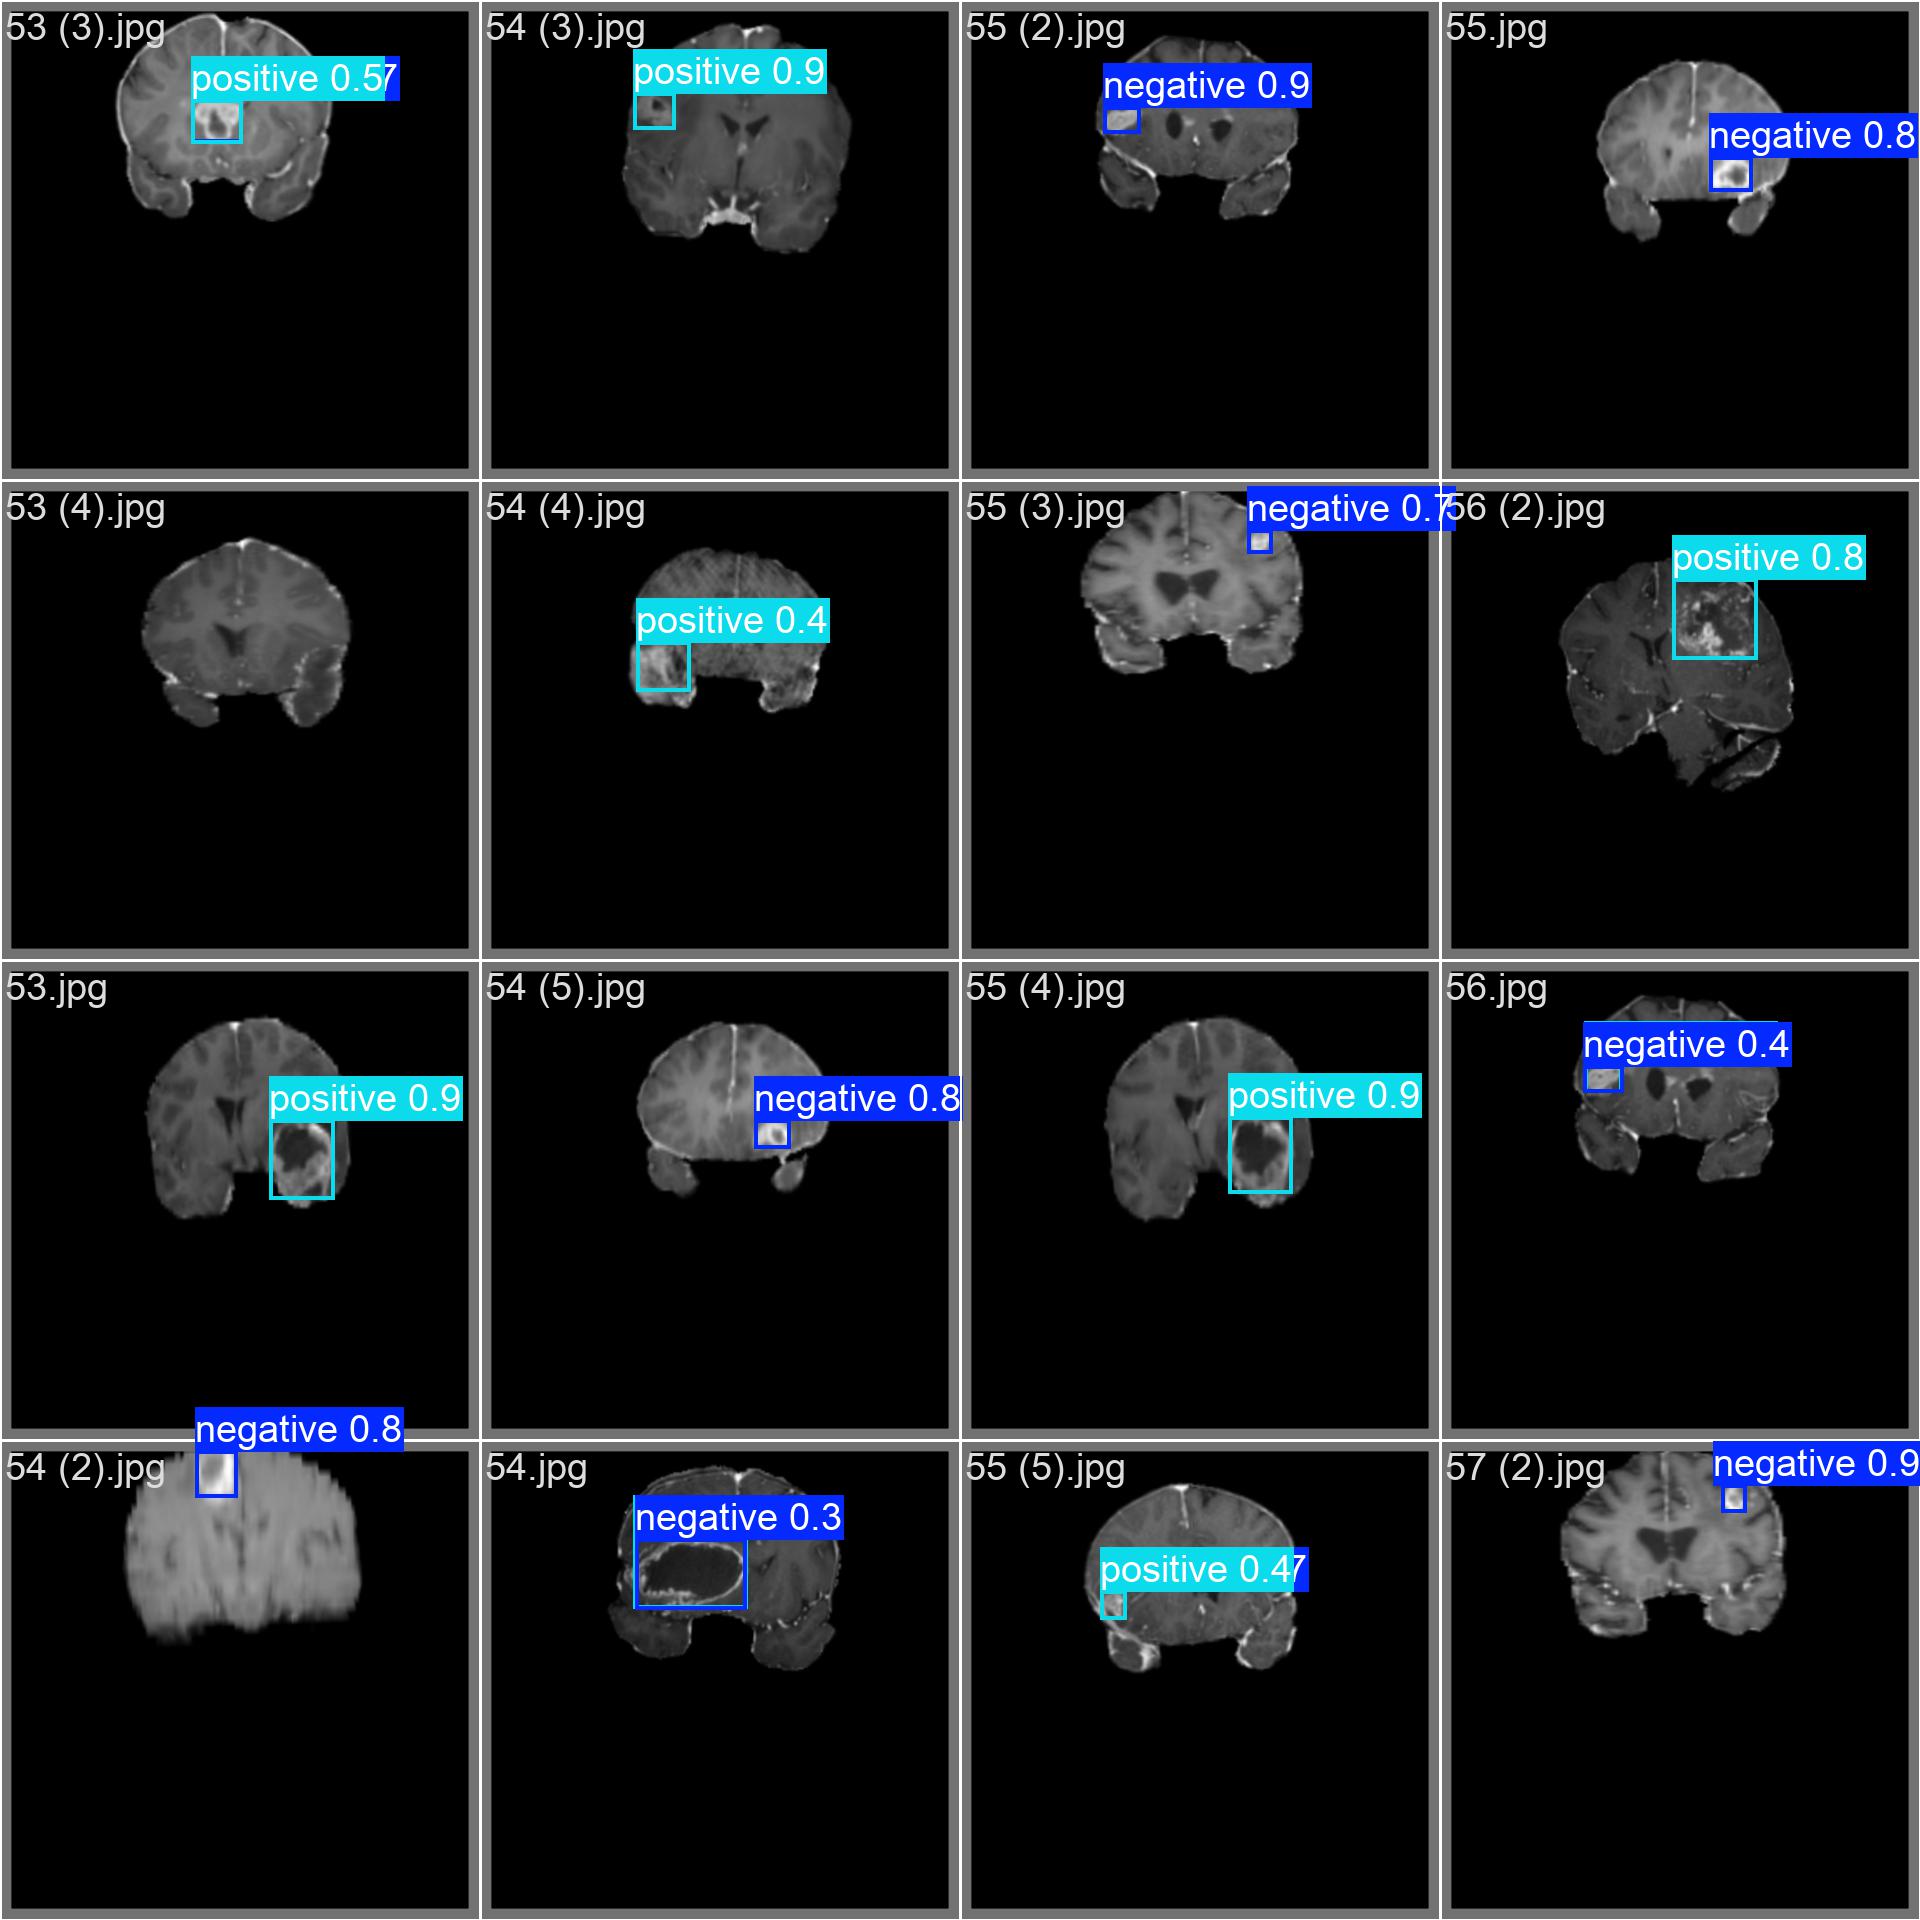 53 (3).jpg
positive 0.5
7
54 (3).jpg
positive 0.9
55 (2).jpg
negative 0.9
55.jpg
negative 0.8
53 (4).jpg
54 (4).jpg
positive 0.4
55 (3).jpg
negative 0.7
56 (2).jpg
positive 0.8
53.jpg
positive 0.9
54 (5).jpg
negative 0.8
55 (4).jpg
positive 0.9
56.jpg
negative 0.4
54 (2).jpg
negative 0.8
54.jpg
negative 0.3
55 (5).jpg
positive 0.4
7
57 (2).jpg
negative 0.9